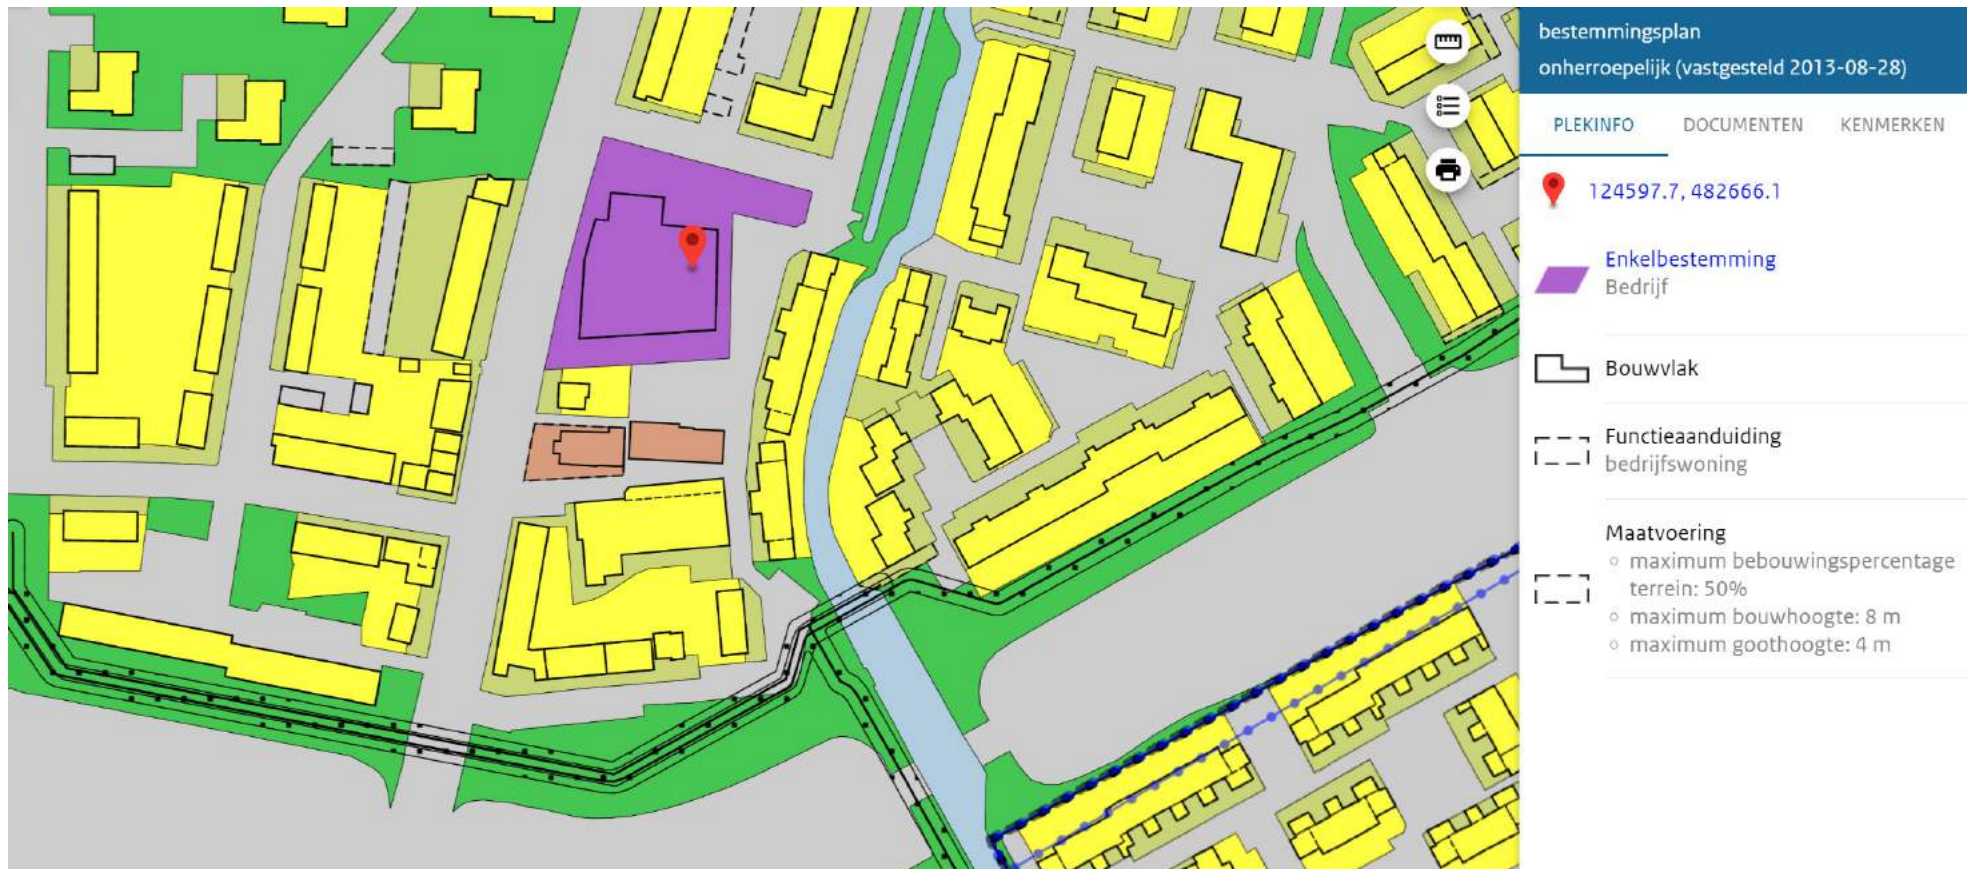 bestemmingsplan
onherroepelijk (vastgesteld 2013-08-28)
PLEKINFO DOCUMENTEN KENMERKEN
124597.7, 482666.1
Enkelbestemming
Bedrijf
Bouwvlak
Functieaanduiding
bedrijfswoning
Maatvoering
maximum bebouwingspercentage
terrein: 50%
maximum bouwhoogte: 8 m
maximum goothoogte: 4 m